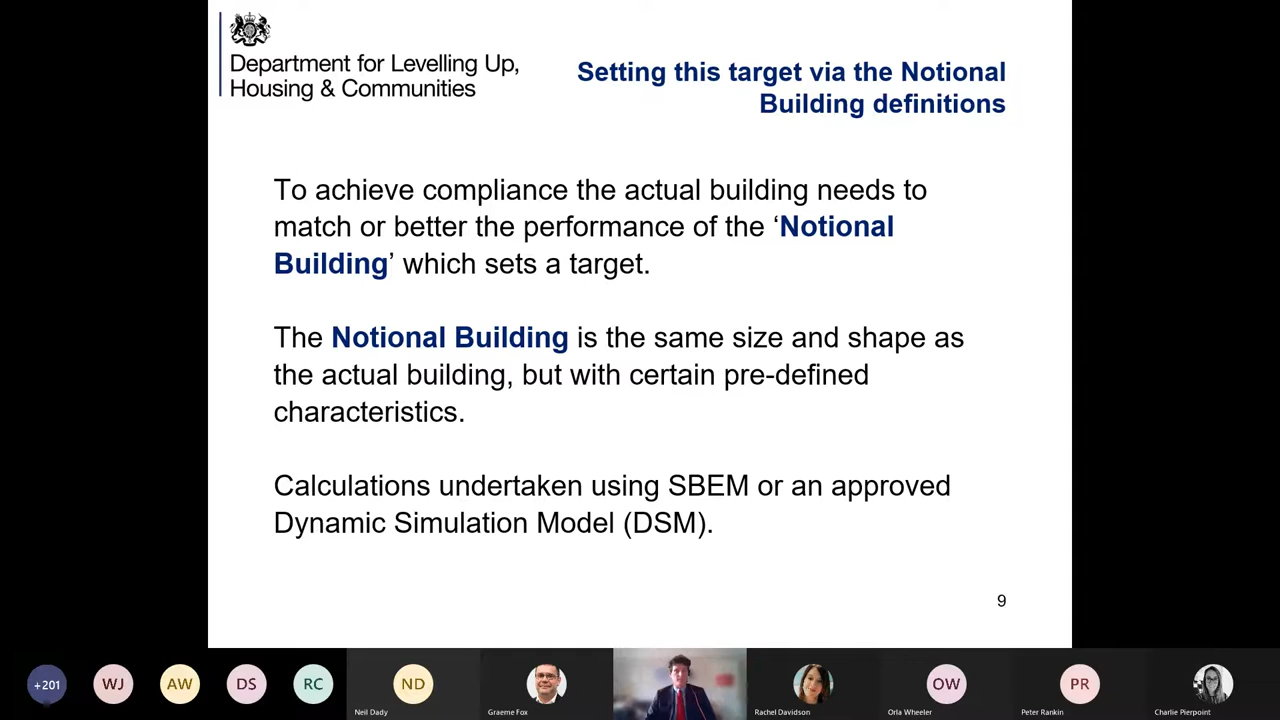 Department for Levelling Up,
Housing & Communities
Setting this target via the Notional
Building definitions
To achieve compliance the actual building needs to
match or better the performance of the ‘Notional
Building’ which sets a target.
The Notional Building is the same size and shape as
the actual building, but with certain pre-defined
characteristics.
Calculations undertaken using SBEM or an approved
Dynamic Simulation Model (DSM).
9
+201
WJ
AW
DS
RC
ND
OW
PR
Neil Dady
Graeme Fox
Rachel Davidson
Orla Wheeler
Peter Rankin
Charlie Pierpoint